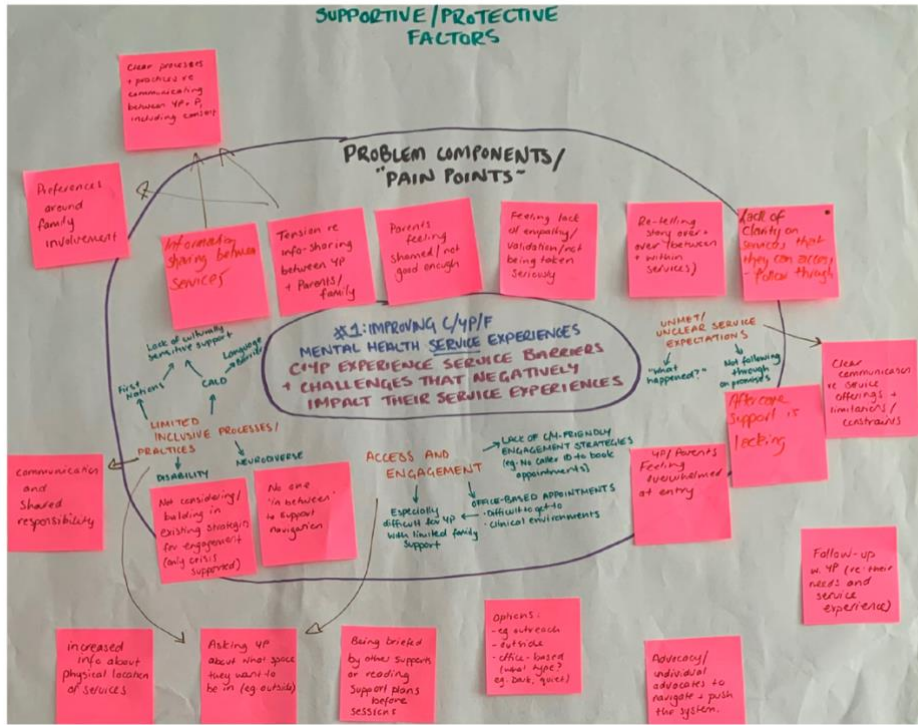 SUPPORTIVE/PROTECTIVE
FACTORS
Clear processes
+ practices re
communicating
between YP + P,
including consent
Preferences
around
family
involvement
PROBLEM COMPONENTS/
"PAIN POINTS"
Information
sharing between
services
Tension re
info-sharing
between YP
+ Parents/
family
Parents
feeling
shamed/not
good enough
Feeling lack
of empathy/
validation/not
being taken
seriously
Re-telling
story over +
over (between
+ within
services)
Lack of
clarity on
services that
they can access
- follow through
#1: IMPROVING C/YP/F
MENTAL HEALTH SERVICE EXPERIENCES
C+YP EXPERIENCE SERVICE BARRIERS
+ CHALLENGES THAT NEGATIVELY
IMPACT THEIR SERVICE EXPERIENCES
Lack of culturally
sensitive support
Language
Barrier
First
Nations
CALD
LIMITED
INCLUSIVE PROCESSES/
PRACTICES
DISABILITY
NEURODIVERSE
UNMET/
UNCLEAR SERVICE
EXPECTATIONS
"What
happened?"
Not following
through
on promises
Clear
communication
re service
offerings +
limitations/
constraints
Aftercare
support is
lacking
YP/Parents
Feeling
overwhelmed
at entry
ACCESS AND
ENGAGEMENT
LACK OF C/YP-FRIENDLY
ENGAGEMENT STRATEGIES
(eg. No caller ID to book
appointments)
OFFICE-BASED APPOINTMENTS
· Difficult to get to
· Clinical environments
Especially
difficult for YP
with limited family
support
communication
and
shared
responsibility
Not considering/
building in
existing strategies
for engagement
(only crisis
supported)
No one
"in between"
to support
navigation
Follow-up
w. YP (re: their
needs and
service
experience)
increased
info about
physical location
of services
Asking YP
about what space
they want to
be in (eg outside)
Being briefed
by other supports
or reading
support plans
before
sessions
Options:
- eg outreach
- outside
- office-based
(what type?
eg. Dark, quiet)
Advocacy/
individual
advocates to
navigate + push
the system.